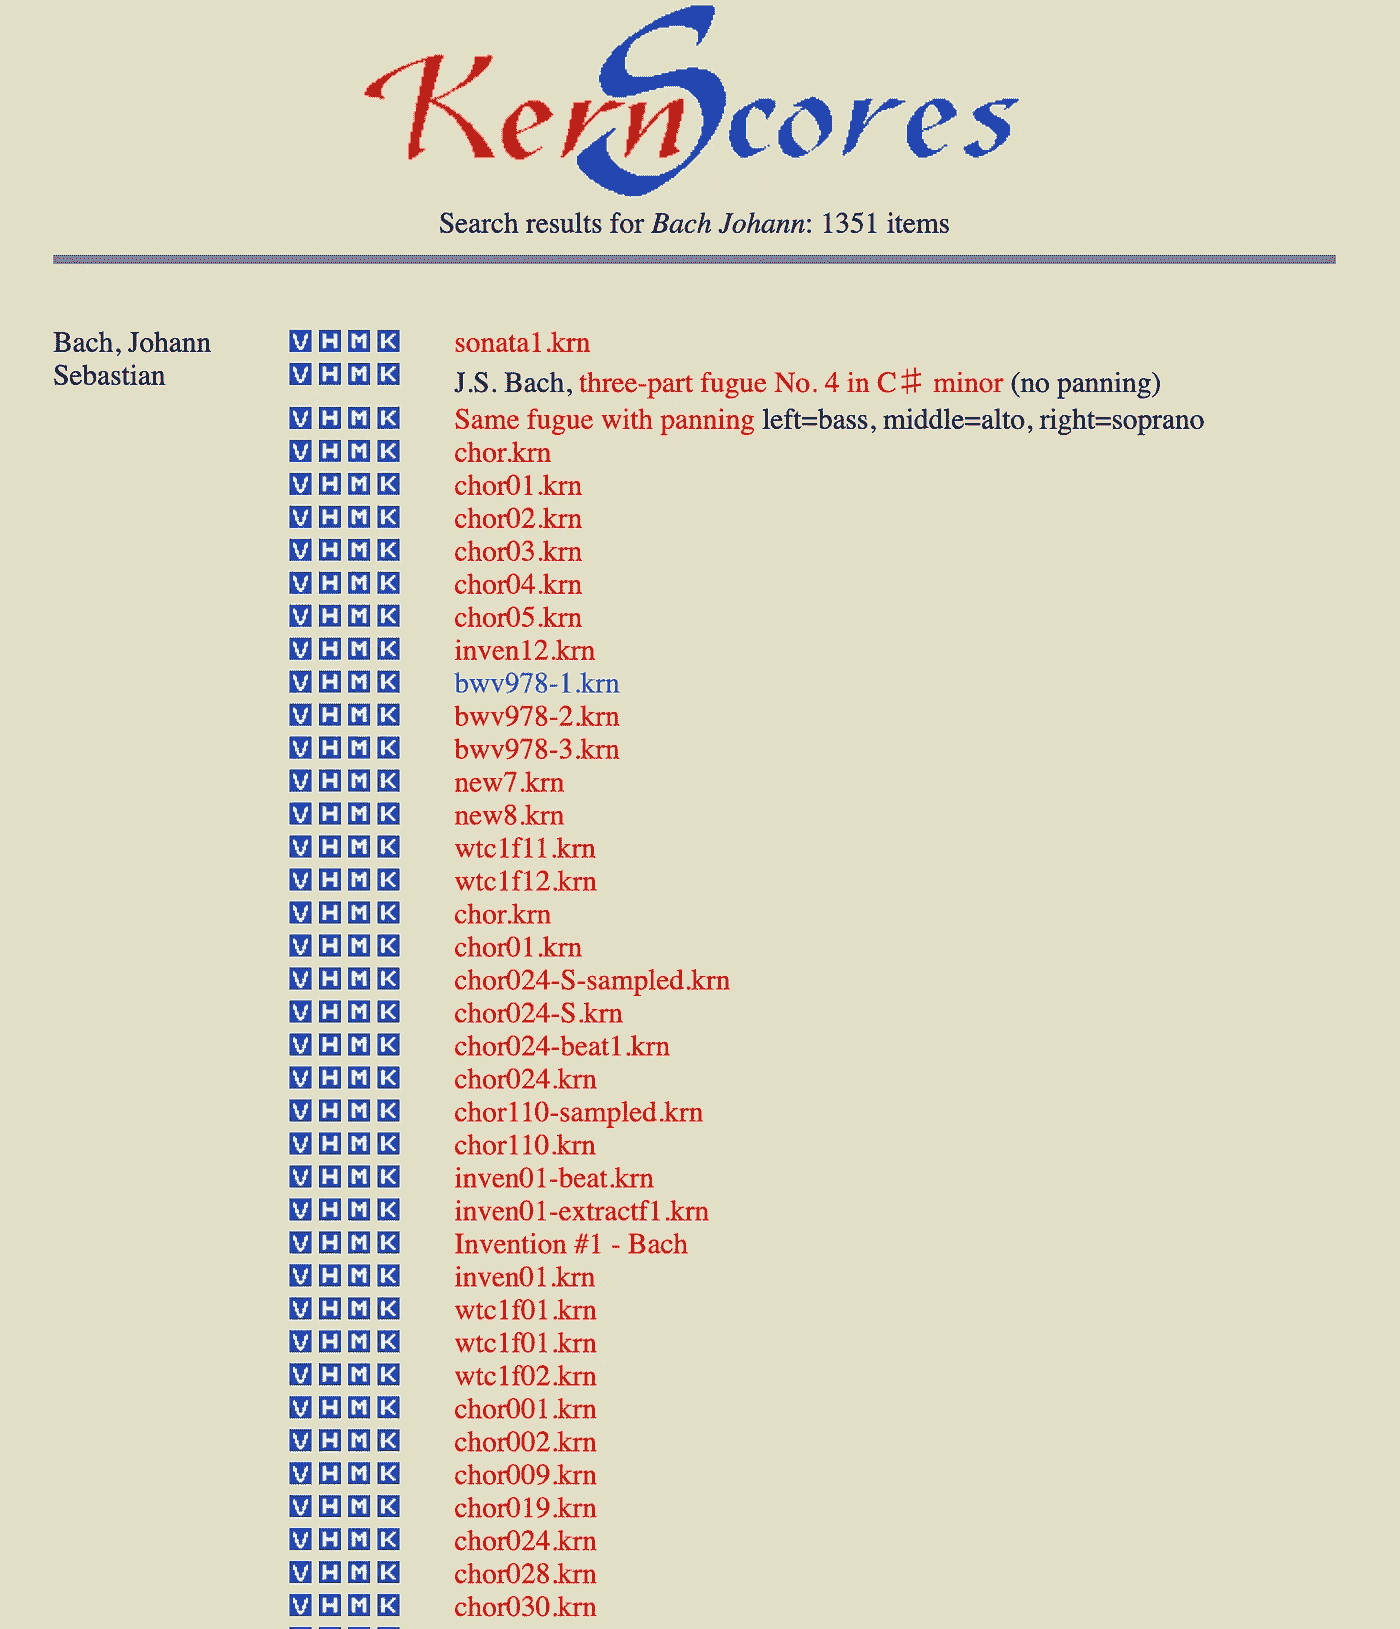 KernScores
Search results for Bach Johann: 1351 items
Bach, Johann
Sebastian
V H M K sonata1.krn
V H M K J.S. Bach, three-part fugue No. 4 in C♯ minor (no panning)
V H M K Same fugue with panning left=bass, middle=alto, right=soprano
V H M K chor.krn
V H M K chor01.krn
V H M K chor02.krn
V H M K chor03.krn
V H M K chor04.krn
V H M K chor05.krn
V H M K inven12.krn
V H M K bwv978-1.krn
V H M K bwv978-2.krn
V H M K bwv978-3.krn
V H M K new7.krn
V H M K new8.krn
V H M K wtc1f11.krn
V H M K wtc1f12.krn
V H M K chor.krn
V H M K chor01.krn
V H M K chor024-S-sampled.krn
V H M K chor024-S.krn
V H M K chor024-beat1.krn
V H M K chor024.krn
V H M K chor110-sampled.krn
V H M K chor110.krn
V H M K inven01-beat.krn
V H M K inven01-extractf1.krn
V H M K Invention #1 - Bach
V H M K inven01.krn
V H M K wtc1f01.krn
V H M K wtc1f01.krn
V H M K wtc1f02.krn
V H M K chor001.krn
V H M K chor002.krn
V H M K chor009.krn
V H M K chor019.krn
V H M K chor024.krn
V H M K chor028.krn
V H M K chor030.krn